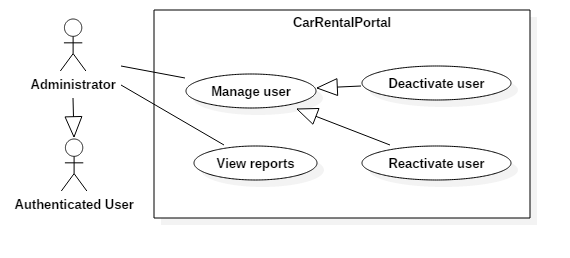 CarRentalPortal
Administrator
Manage user
Deactivate user
View reports
Reactivate user
Authenticated User